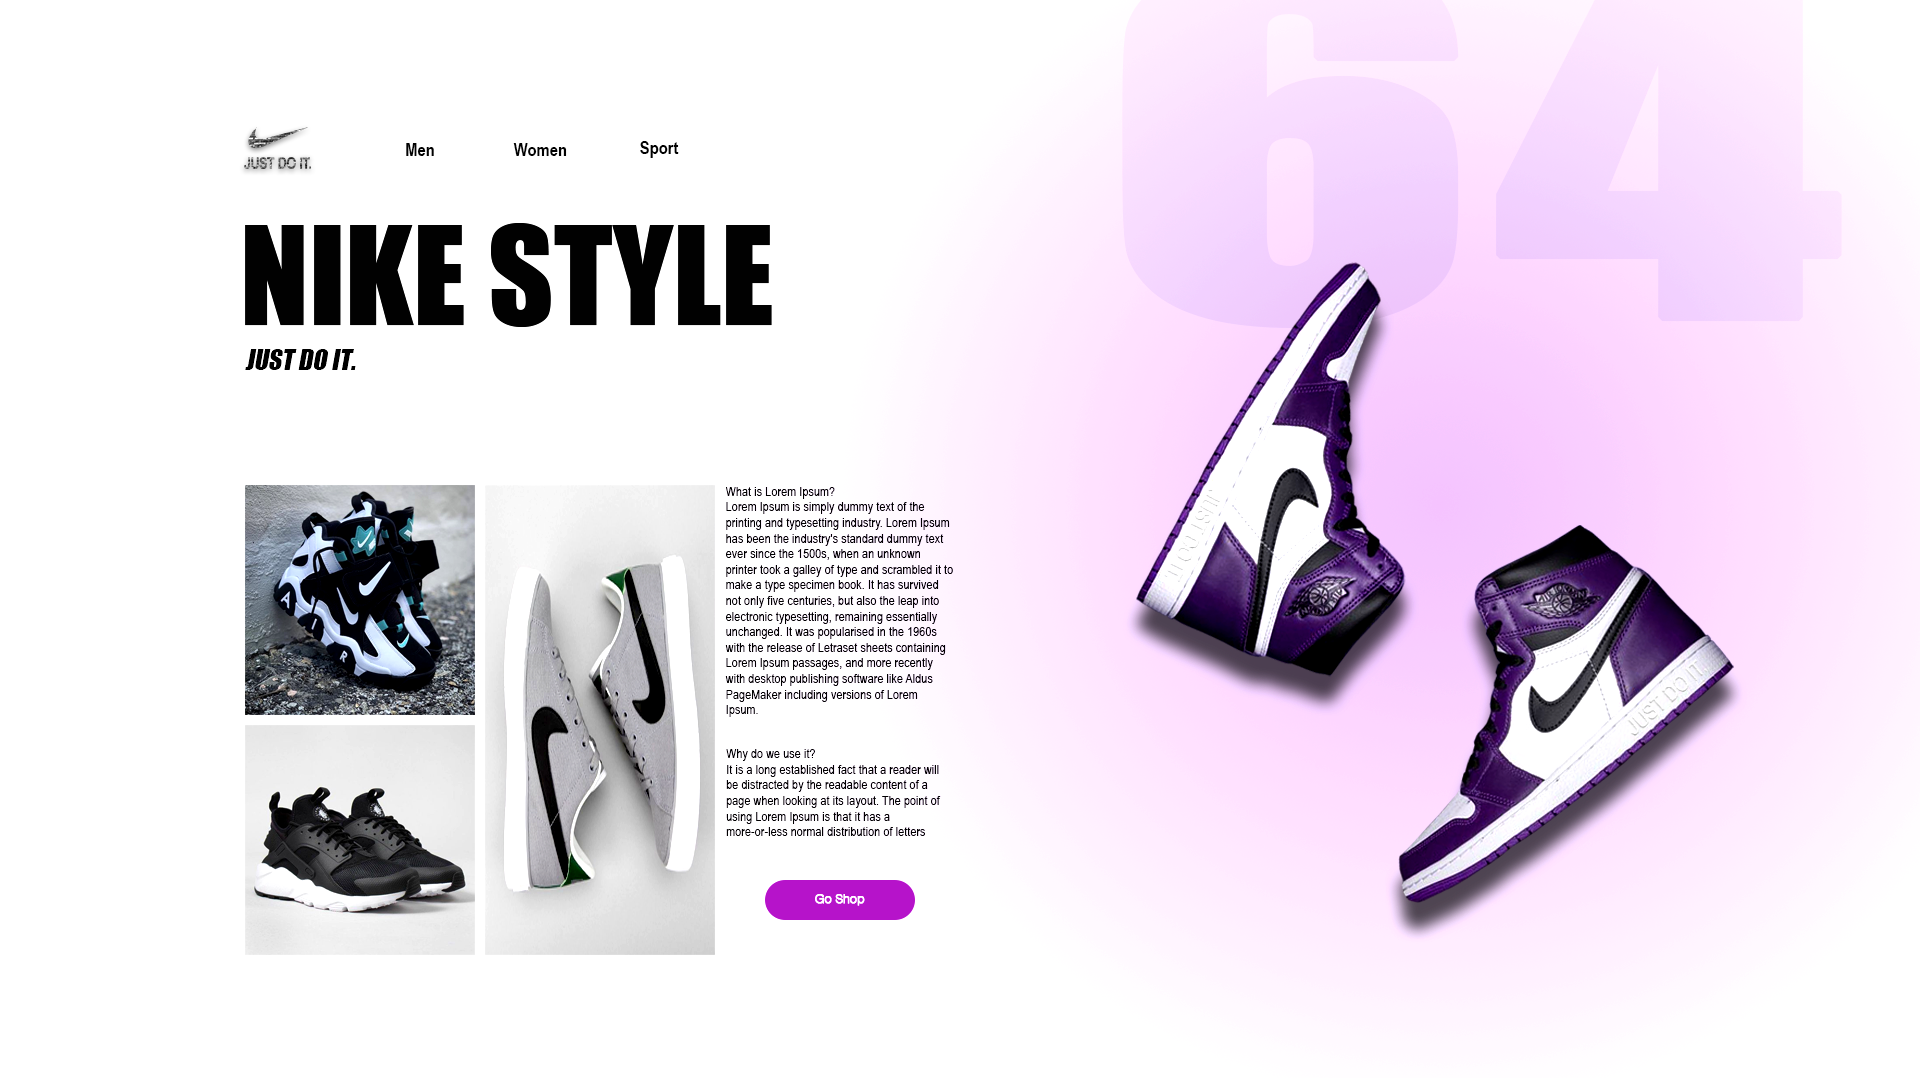 64
JUST DO IT.
Men
Women
Sport
NIKE STYLE
JUST DO IT.
What is Lorem Ipsum?
Lorem Ipsum is simply dummy text of the
printing and typesetting industry. Lorem Ipsum
has been the industry's standard dummy text
ever since the 1500s, when an unknown
printer took a galley of type and scrambled it to
make a type specimen book. It has survived
not only five centuries, but also the leap into
electronic typesetting, remaining essentially
unchanged. It was popularised in the 1960s
with the release of Letraset sheets containing
Lorem Ipsum passages, and more recently
with desktop publishing software like Aldus
PageMaker including versions of Lorem
Ipsum.
Why do we use it?
It is a long established fact that a reader will
be distracted by the readable content of a
page when looking at its layout. The point of
using Lorem Ipsum is that it has a
more-or-less normal distribution of letters
Go Shop
A I R
JUST DO IT.
JUST DO IT.